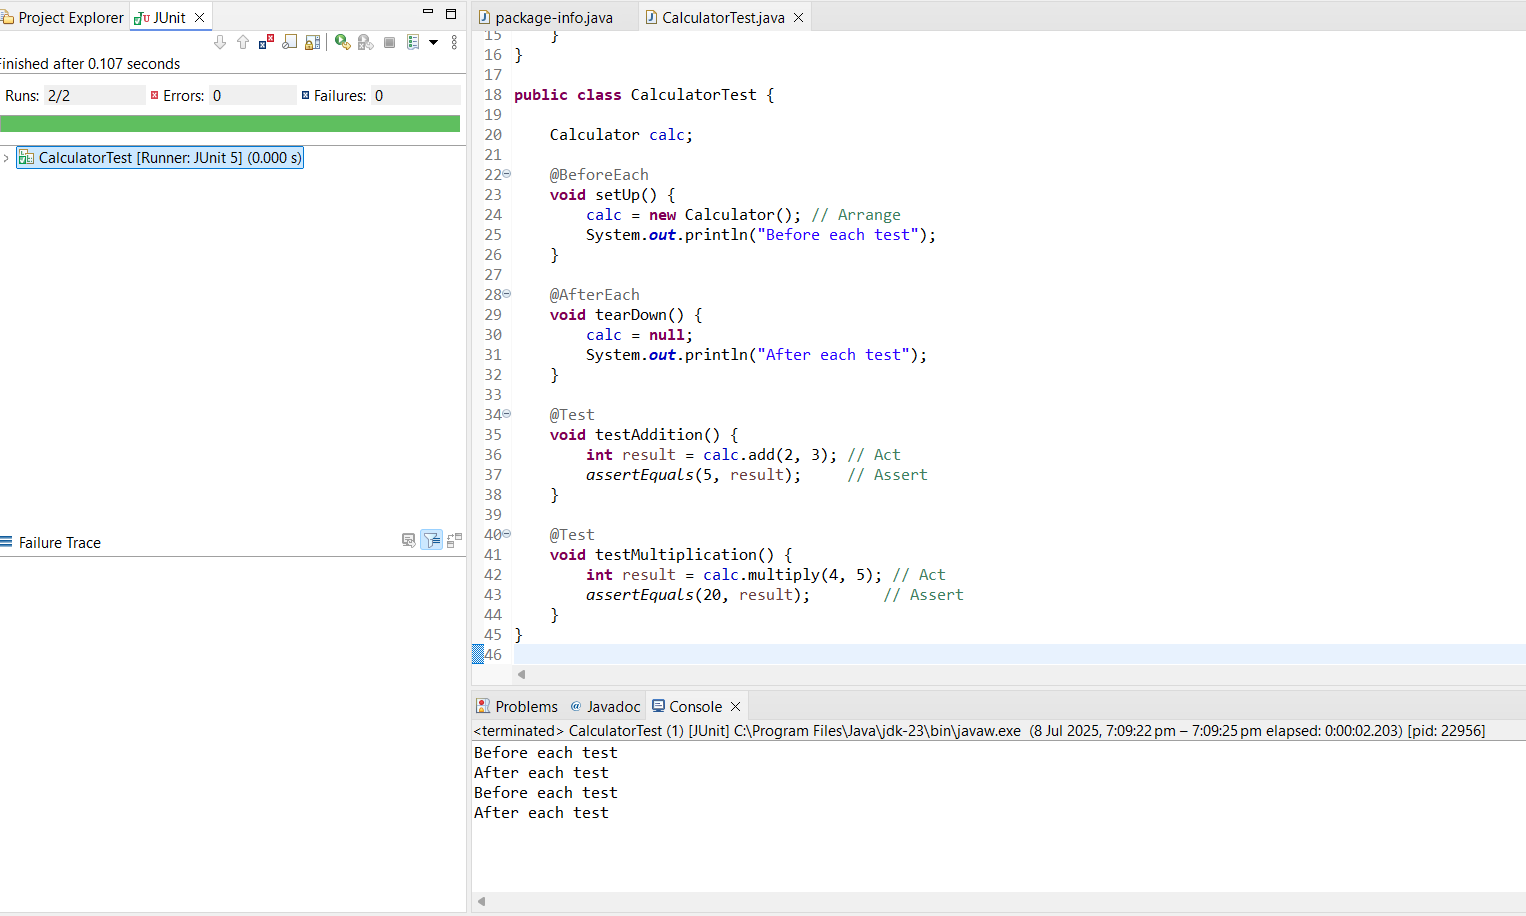 Project Explorer
JUnit
Finished after 0.107 seconds
Runs: 2/2 Errors: 0 Failures: 0
CalculatorTest [Runner: JUnit 5] (0.000 s)
Failure Trace
package-info.java CalculatorTest.java
15     }
16 }
17
18 public class CalculatorTest {
19
20     Calculator calc;
21
22     @BeforeEach
23     void setUp() {
24         calc = new Calculator(); // Arrange
25         System.out.println("Before each test");
26     }
27
28     @AfterEach
29     void tearDown() {
30         calc = null;
31         System.out.println("After each test");
32     }
33
34     @Test
35     void testAddition() {
36         int result = calc.add(2, 3); // Act
37         assertEquals(5, result);     // Assert
38     }
39
40     @Test
41     void testMultiplication() {
42         int result = calc.multiply(4, 5); // Act
43         assertEquals(20, result);        // Assert
44     }
45 }
46
Problems @ Javadoc Console
<terminated> CalculatorTest (1) [JUnit] C:\Program Files\Java\jdk-23\bin\javaw.exe (8 Jul 2025, 7:09:22 pm – 7:09:25 pm elapsed: 0:00:02.203) [pid: 22956]
Before each test
After each test
Before each test
After each test